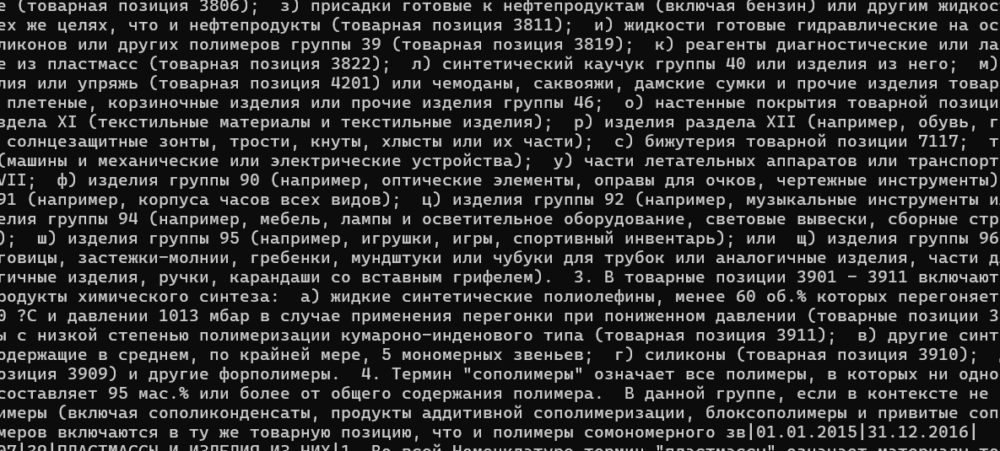 е (товарная позиция 3806);  з) присадки готовые к нефтепродуктам (включая бензин) или другим жидкос
ех же целях, что и нефтепродукты (товарная позиция 3811);  и) жидкости готовые гидравлические на ос
ликонов или других полимеров группы 39 (товарная позиция 3819);  к) реагенты диагностические или ла
е из пластмасс (товарная позиция 3822);  л) синтетический каучук группы 40 или изделия из него;  м)
лия или упряжь (товарная позиция 4201) или чемоданы, саквояжи, дамские сумки и прочие изделия товар
 плетеные, корзиночные изделия или прочие изделия группы 46;  о) настенные покрытия товарной позици
здела XI (текстильные материалы и текстильные изделия);  р) изделия раздела XII (например, обувь, г
 солнцезащитные зонты, трости, кнуты, хлысты или их части);  с) бижутерия товарной позиции 7117;  т
(машины и механические или электрические устройства);  у) части летательных аппаратов или транспорт
VII;  ф) изделия группы 90 (например, оптические элементы, оправы для очков, чертежные инструменты)
91 (например, корпуса часов всех видов);  ц) изделия группы 92 (например, музыкальные инструменты и
елия группы 94 (например, мебель, лампы и осветительное оборудование, световые вывески, сборные стр
);  ш) изделия группы 95 (например, игрушки, игры, спортивный инвентарь); или  щ) изделия группы 96
говицы, застежки-молнии, гребенки, мундштуки или чубуки для трубок или аналогичные изделия, части д
гичные изделия, ручки, карандаши со вставным грифелем).  3. В товарные позиции 3901 - 3911 включают
родукты химического синтеза:  а) жидкие синтетические полиолефины, менее 60 об.% которых перегоняет
0 ?С и давлении 1013 мбар в случае применения перегонки при пониженном давлении (товарные позиции 3
ы с низкой степенью полимеризации кумароно-инденового типа (товарная позиция 3911);  в) другие синт
одержащие в среднем, по крайней мере, 5 мономерных звеньев;  г) силиконы (товарная позиция 3910);
озиция 3909) и другие форполимеры.  4. Термин "сополимеры" означает все полимеры, в которых ни одно
составляет 95 мас.% или более от общего содержания полимера.  В данной группе, если в контексте не
имеры (включая сополиконденсаты, продукты аддитивной сополимеризации, блоксополимеры и привитые соп
меров включаются в ту же товарную позицию, что и полимеры сомономерного зв|01.01.2015|31.12.2016|
07|39|ПЛАСТМАССЫ И ИЗДЕЛИЯ ИЗ НИХ|1. Во всей Номенклатуре термин "пластмассы" означает материалы